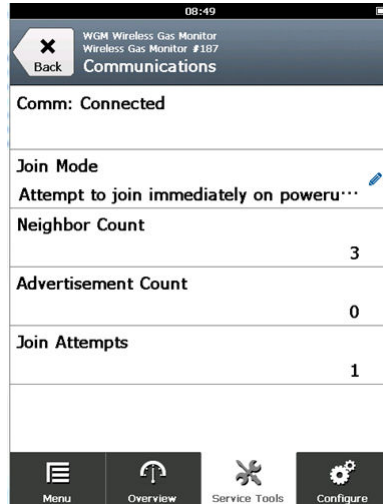 08:49
WGM Wireless Gas Monitor
Wireless Gas Monitor #187
Back
Communications
Comm: Connected
Join Mode
Attempt to join immediately on poweru···
Neighbor Count
3
Advertisement Count
0
Join Attempts
1
Menu
Overview
Service Tools
Configure